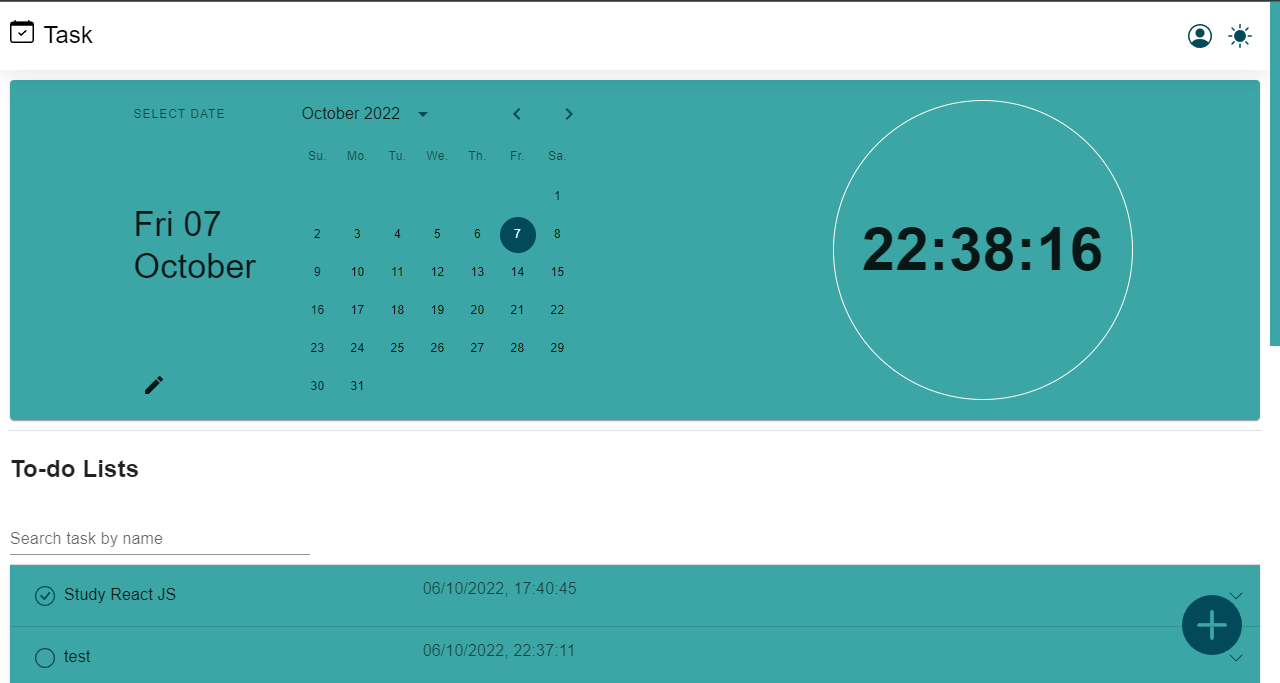 Task
SELECT DATE
Fri 07
October
October 2022
Su. Mo. Tu. We. Th. Fr. Sa.
1
2 3 4 5 6 7 8
9 10 11 12 13 14 15
16 17 18 19 20 21 22
23 24 25 26 27 28 29
30 31
22:38:16
To-do Lists
Search task by name
Study React JS 06/10/2022, 17:40:45
test 06/10/2022, 22:37:11